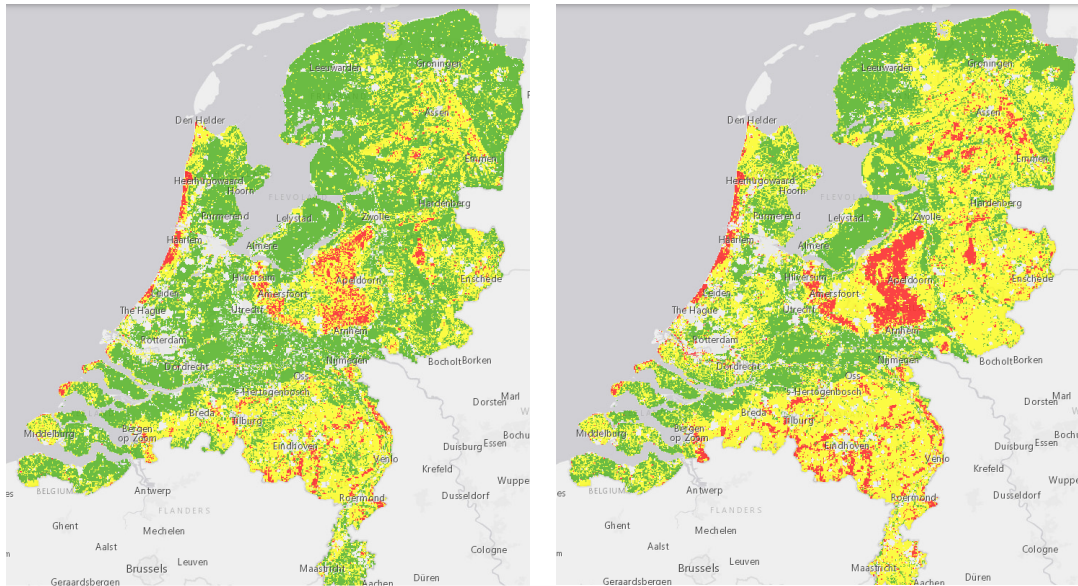 Leeuwarden
Groningen
Assen
Den Helder
Emmen
Heerhugowaard
Hoorn
FLEVOL
Hardenberg
Lelystad
Purmerend
Zwolle
Haarlem
Almere
Hilversum
Apeldoorn
Enschede
Leiden
Amersfoort
The Hague
Utrecht
Arnhem
Rotterdam
Nijmegen
Bocholt
Borken
Dordrecht
Oss
's-Hertogenbosch
Marl
Dorsten
Breda
Tilburg
Middelburg
Bergen
op Zoom
Eindhoven
Duisburg
Essen
Bochu
Venlo
Krefeld
Wuppe
BELGIUM
Antwerp
Roermond
Dusseldorf
FLANDERS
Ghent
Mechelen
Aalst
Leuven
Maastricht
Cologne
Brussels
Düren
Geraardsbergen
Aachen
Leeuwarden
Groningen
Assen
Den Helder
Emmen
Heerhugowaard
Hoorn
FLEVOL
Hardenberg
Purmerend
Lelystad
Zwolle
Haarlem
Almere
Hilversum
Apeldoorn
Enschede
Leiden
Amersfoort
The Hague
Utrecht
Arnhem
Rotterdam
Nijmegen
Bocholt
Borken
Dordrecht
Oss
's-Hertogenbosch
Marl
Dorsten
Breda
Tilburg
Middelburg
Bergen
op Zoom
Eindhoven
Duisburg
Essen
Bochu
Venlo
Krefeld
Wuppe
es
BELGIUM
Antwerp
Roermond
Dusseldorf
FLANDERS
Ghent
Mechelen
Aalst
Leuven
Maastricht
Cologne
Brussels
Düren
Geraardsbergen
Aachen